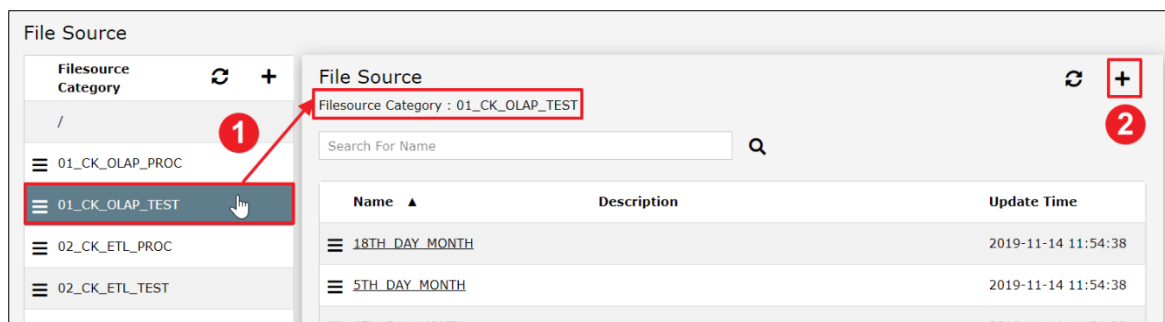 File Source
Filesource
Category
/
01_CK_OLAP_PROC
01_CK_OLAP_TEST
02_CK_ETL_PROC
02_CK_ETL_TEST
1
File Source
Filesource Category : 01_CK_OLAP_TEST
2
Search For Name
Name ▲ Description Update Time
18TH_DAY_MONTH 2019-11-14 11:54:38
5TH_DAY_MONTH 2019-11-14 11:54:38